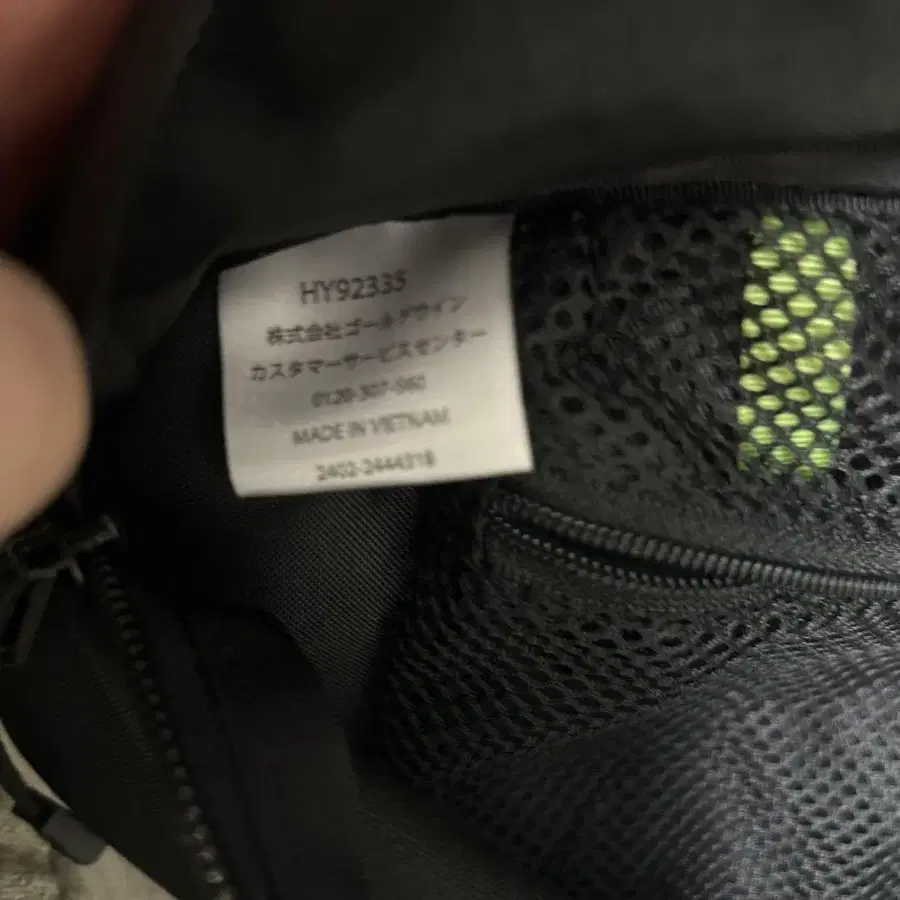 HY92335
株式会社ゴールドウイン
カスタマーサービスセンター
0120-307-560
MADE IN VIETNAM
2402-2444318